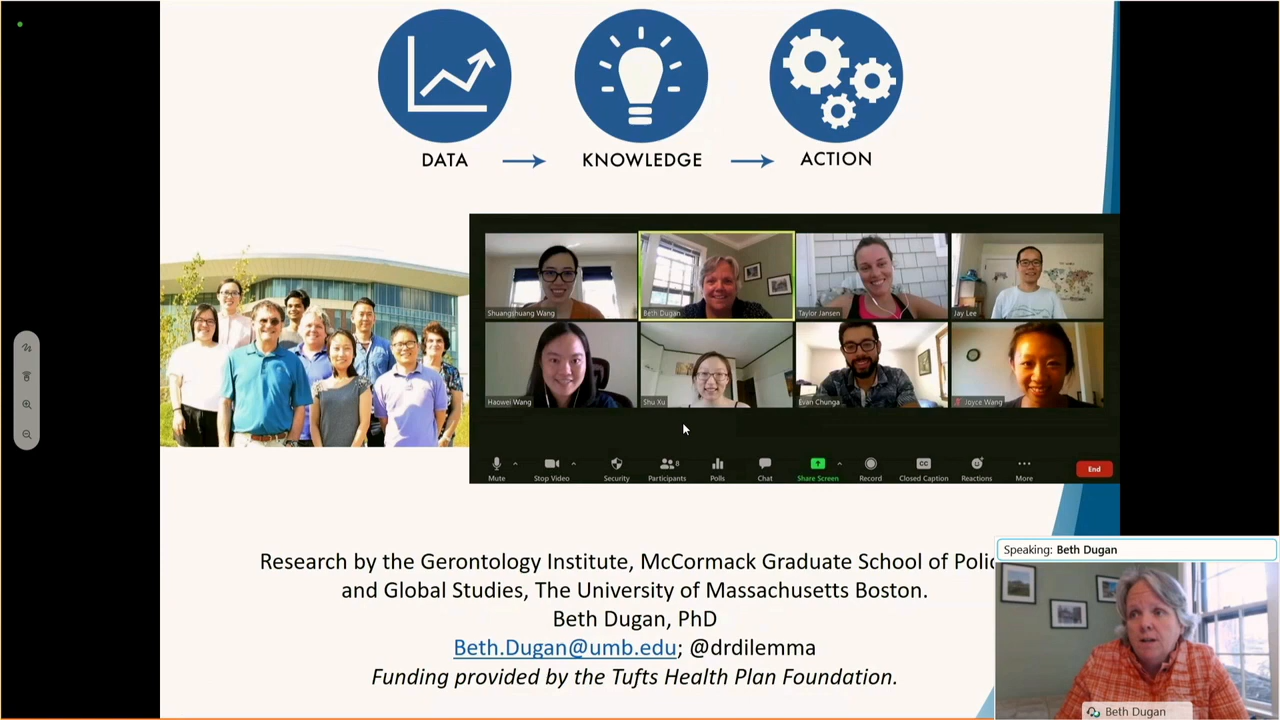 DATA → KNOWLEDGE → ACTION
Shuangshuang Wang
Beth Dugan
Taylor Jansen
Jay Lee
Haowei Wang
Shu Xu
Evan Chunga
Joyce Wang
Mute
Stop Video
Security
Participants 8
Polls
Chat
Share Screen
Record
CC Closed Caption
Reactions
More
End
Speaking: Beth Dugan
Research by the Gerontology Institute, McCormack Graduate School of Polic
and Global Studies, The University of Massachusetts Boston.
Beth Dugan, PhD
Beth.Dugan@umb.edu; @drdilemma
Funding provided by the Tufts Health Plan Foundation.
Beth Dugan